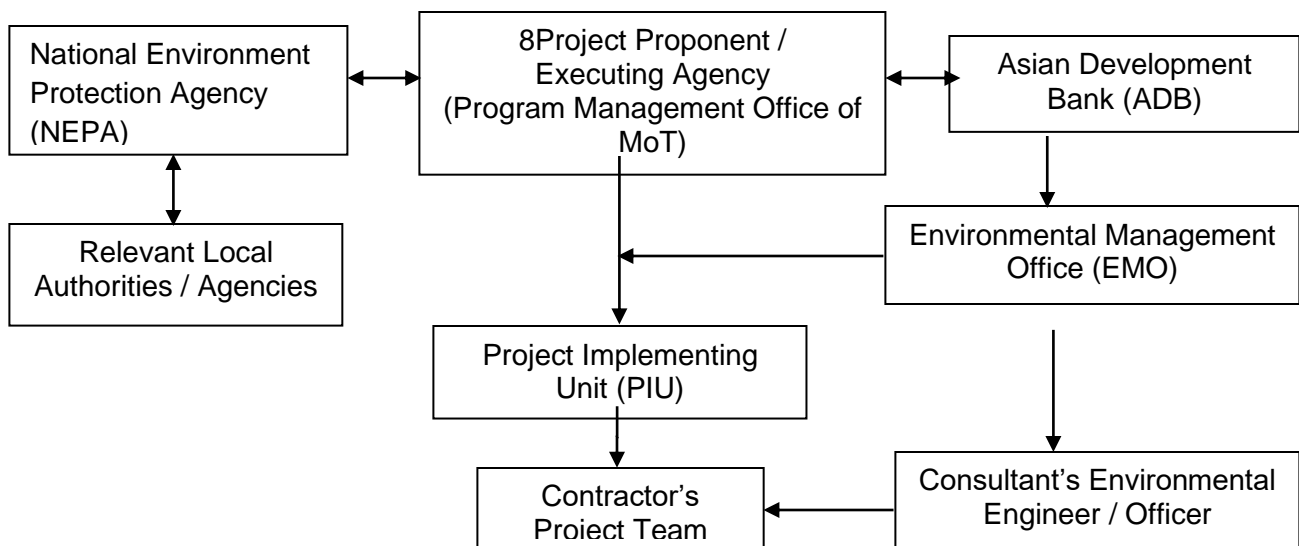 National Environment
Protection Agency
(NEPA)
8Project Proponent /
Executing Agency
(Program Management Office of
MoT)
Asian Development
Bank (ADB)
Relevant Local
Authorities / Agencies
Environmental Management
Office (EMO)
Project Implementing
Unit (PIU)
Contractor’s
Project Team
Consultant’s Environmental
Engineer / Officer